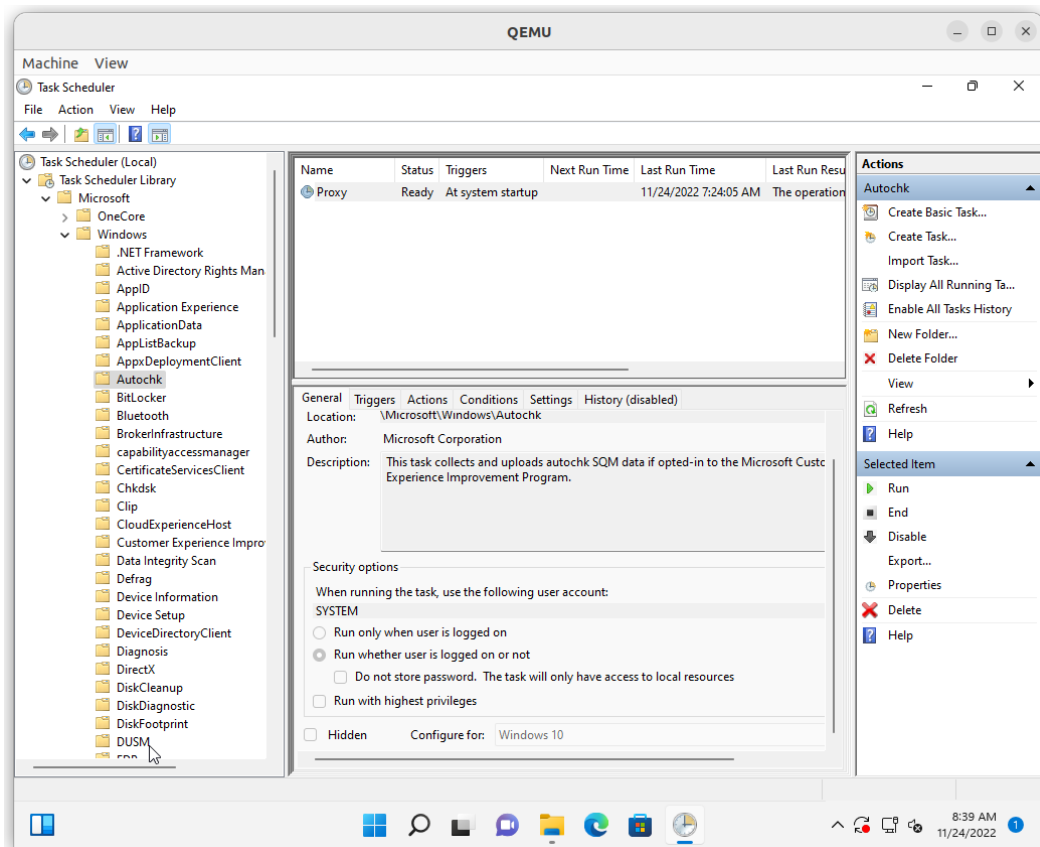 QEMU
Machine View
Task Scheduler
File Action View Help
Task Scheduler (Local)
Task Scheduler Library
Microsoft
OneCore
Windows
.NET Framework
Active Directory Rights Man
AppID
Application Experience
ApplicationData
AppListBackup
AppxDeploymentClient
Autochk
BitLocker
Bluetooth
BrokerInfrastructure
capabilityaccessmanager
CertificateServicesClient
Chkdsk
Clip
CloudExperienceHost
Customer Experience Impro
Data Integrity Scan
Defrag
Device Information
Device Setup
DeviceDirectoryClient
Diagnosis
DirectX
DiskCleanup
DiskDiagnostic
DiskFootprint
DUSM
Name Status Triggers Next Run Time Last Run Time Last Run Resu
Proxy Ready At system startup 11/24/2022 7:24:05 AM The operation
General Triggers Actions Conditions Settings History (disabled)
Location: \Microsoft\Windows\Autochk
Author: Microsoft Corporation
Description: This task collects and uploads autochk SQM data if opted-in to the Microsoft Custc
Experience Improvement Program.
Security options
When running the task, use the following user account:
SYSTEM
Run only when user is logged on
Run whether user is logged on or not
Do not store password. The task will only have access to local resources
Run with highest privileges
Hidden Configure for: Windows 10
Actions
Autochk
Create Basic Task...
Create Task...
Import Task...
Display All Running Ta...
Enable All Tasks History
New Folder...
Delete Folder
View
Refresh
Help
Selected Item
Run
End
Disable
Export...
Properties
Delete
Help
8:39 AM
11/24/2022
1